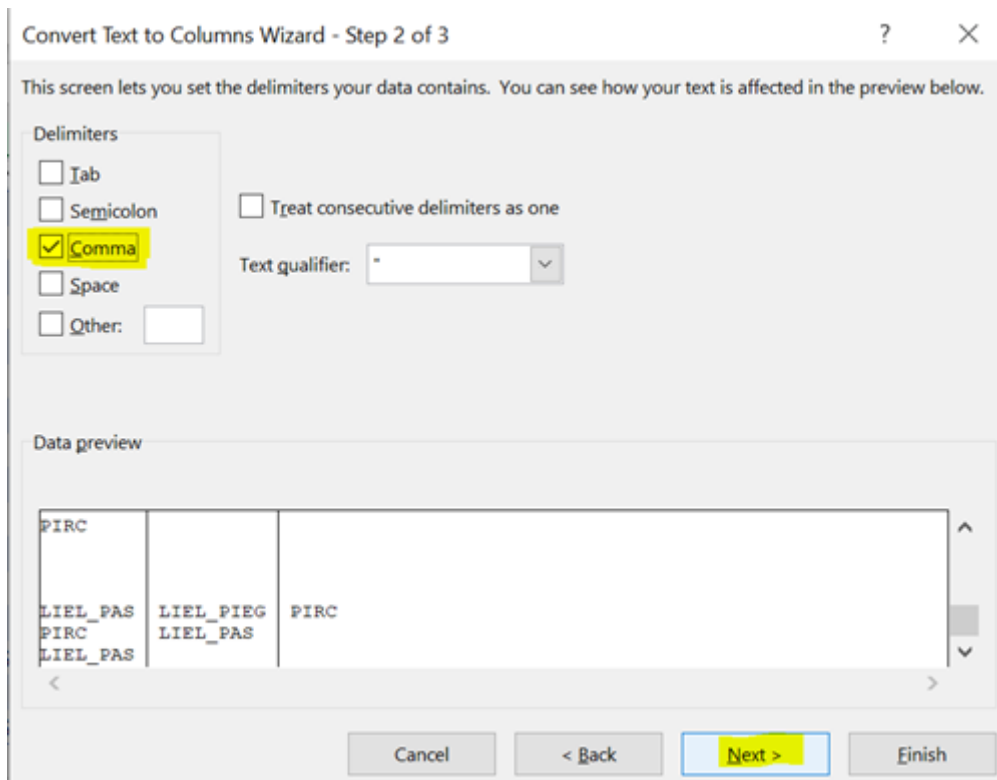 Convert Text to Columns Wizard - Step 2 of 3 ?
This screen lets you set the delimiters your data contains. You can see how your text is affected in the preview below.
Delimiters
Tab
Semicolon
Treat consecutive delimiters as one
Comma
Text qualifier: "
Space
Other:
Data preview
PIRC
LIEL_PAS LIEL_PIEG PIRC
PIRC LIEL_PAS
LIEL_PAS
Cancel < Back Next > Finish